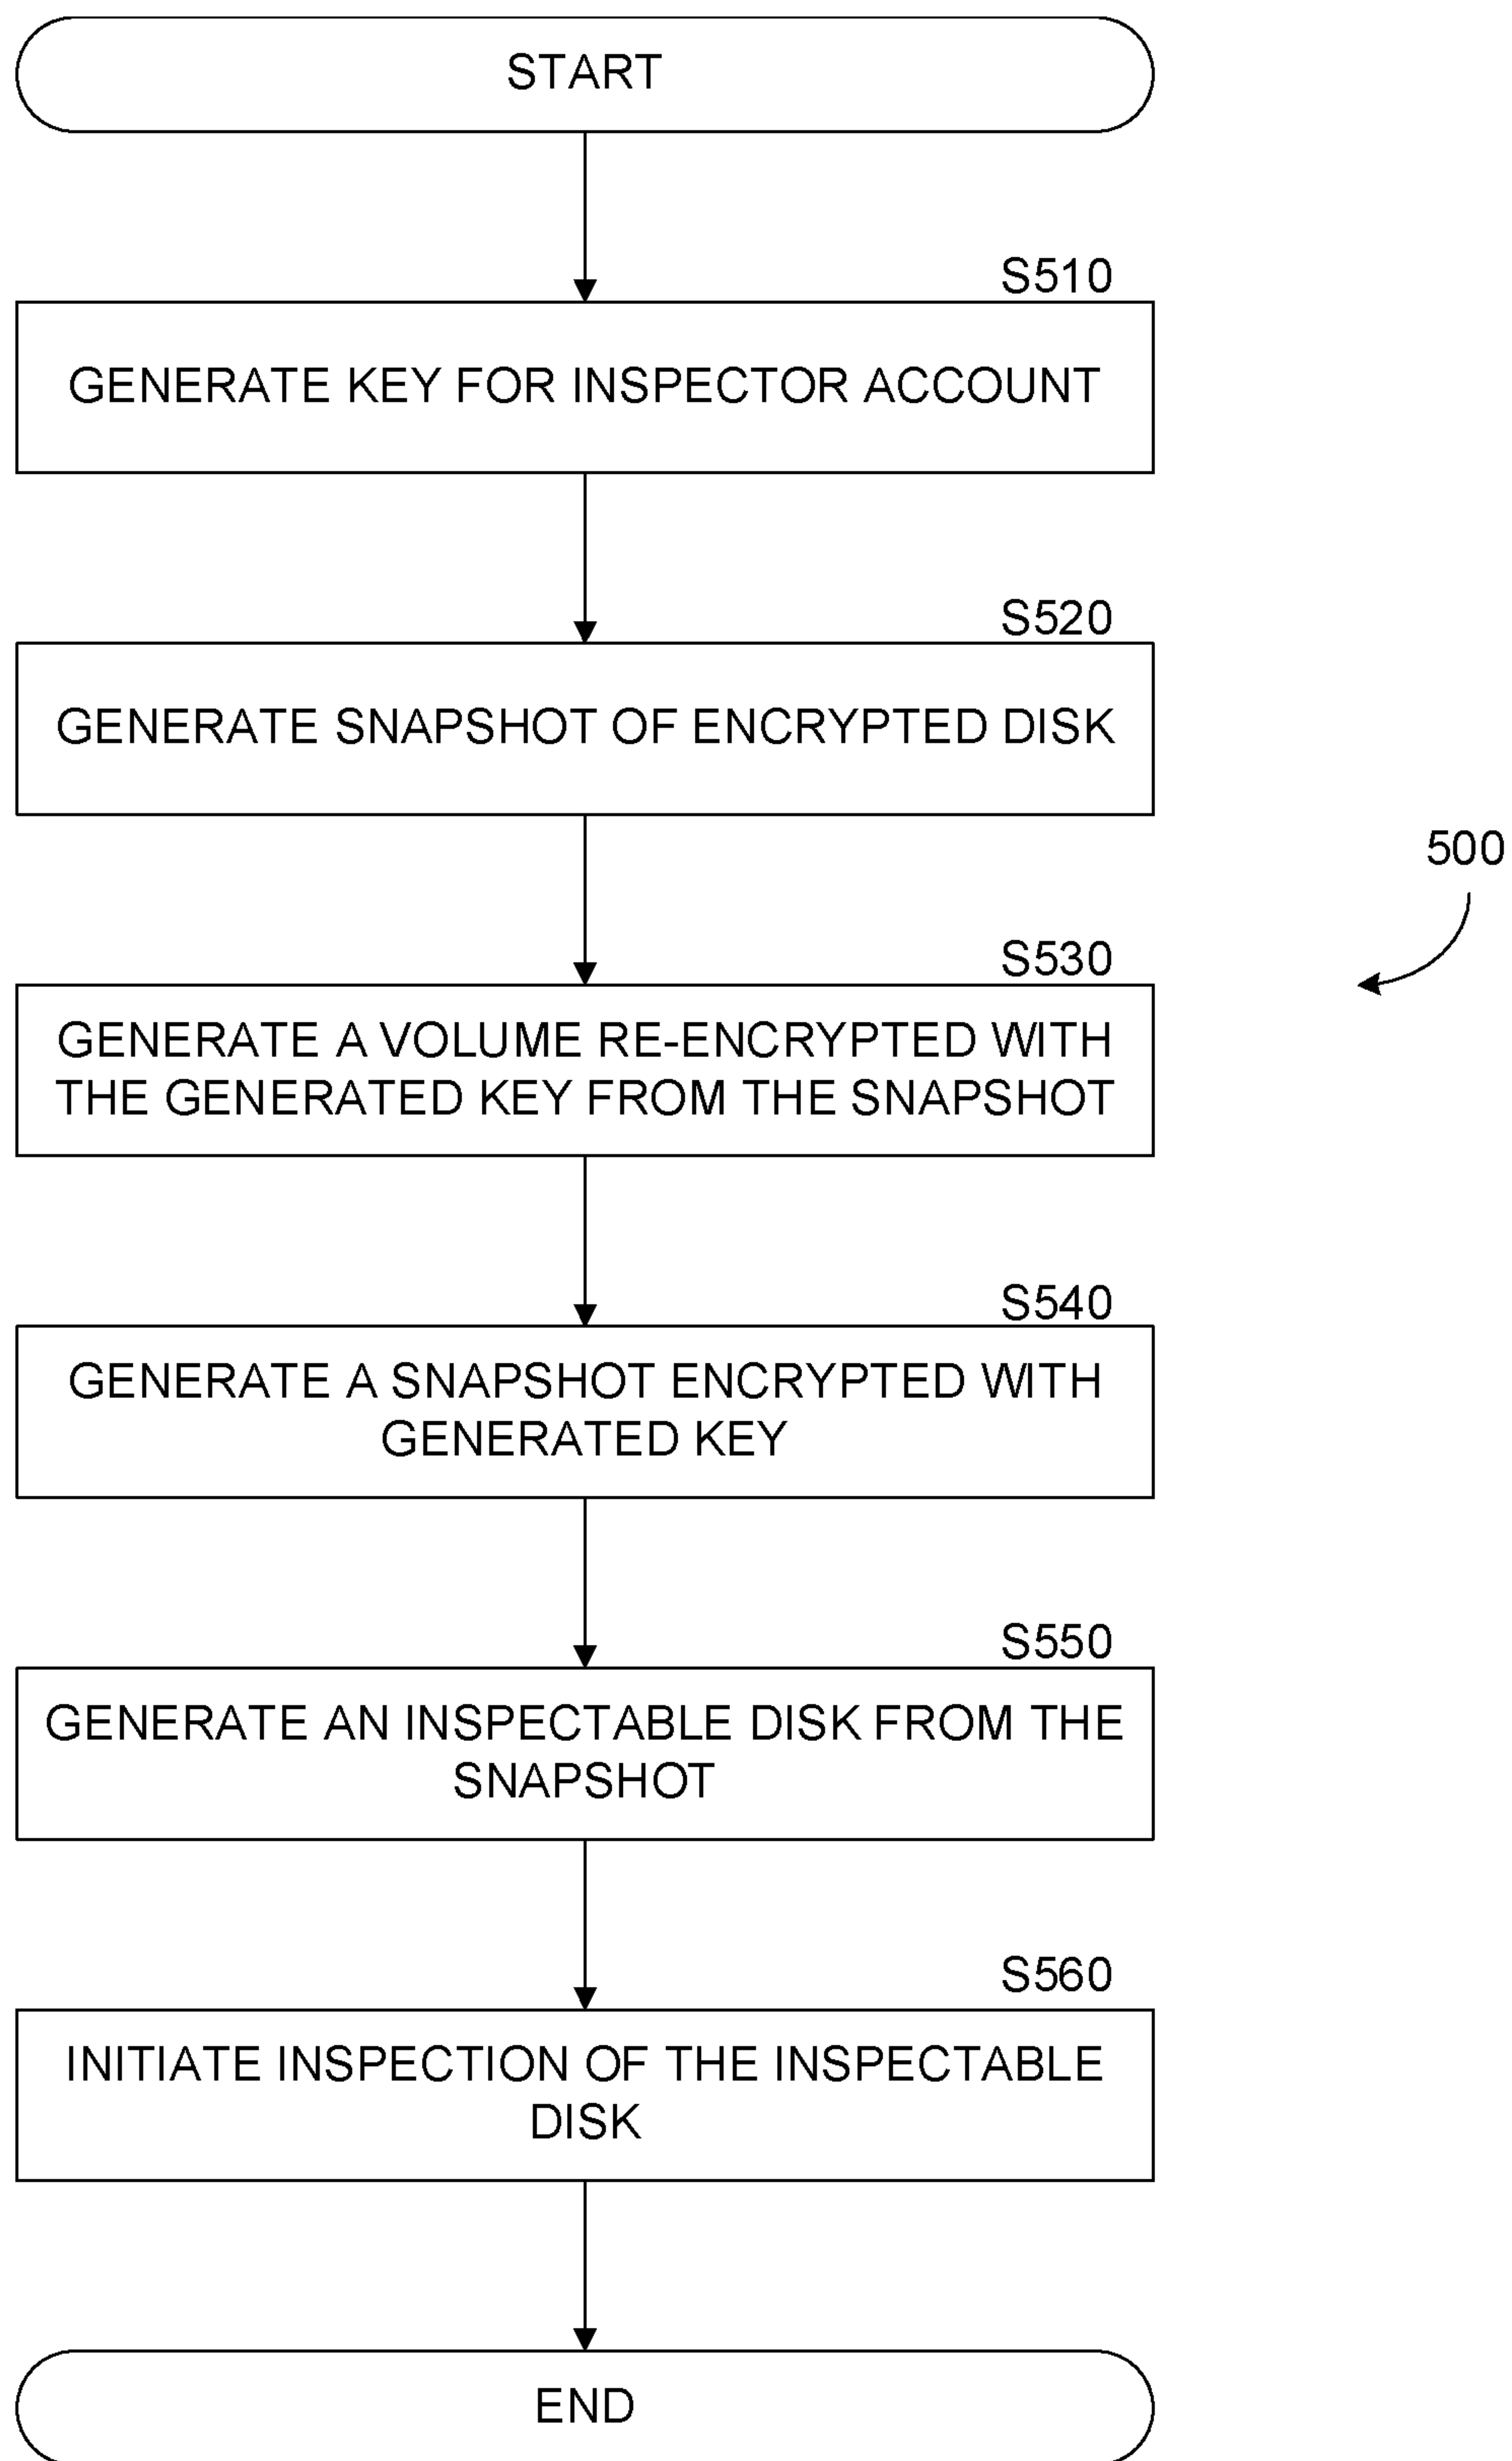 START
S510
GENERATE KEY FOR INSPECTOR ACCOUNT
S520
GENERATE SNAPSHOT OF ENCRYPTED DISK
500
S530
GENERATE A VOLUME RE-ENCRYPTED WITH
THE GENERATED KEY FROM THE SNAPSHOT
S540
GENERATE A SNAPSHOT ENCRYPTED WITH
GENERATED KEY
S550
GENERATE AN INSPECTABLE DISK FROM THE
SNAPSHOT
S560
INITIATE INSPECTION OF THE INSPECTABLE
DISK
END